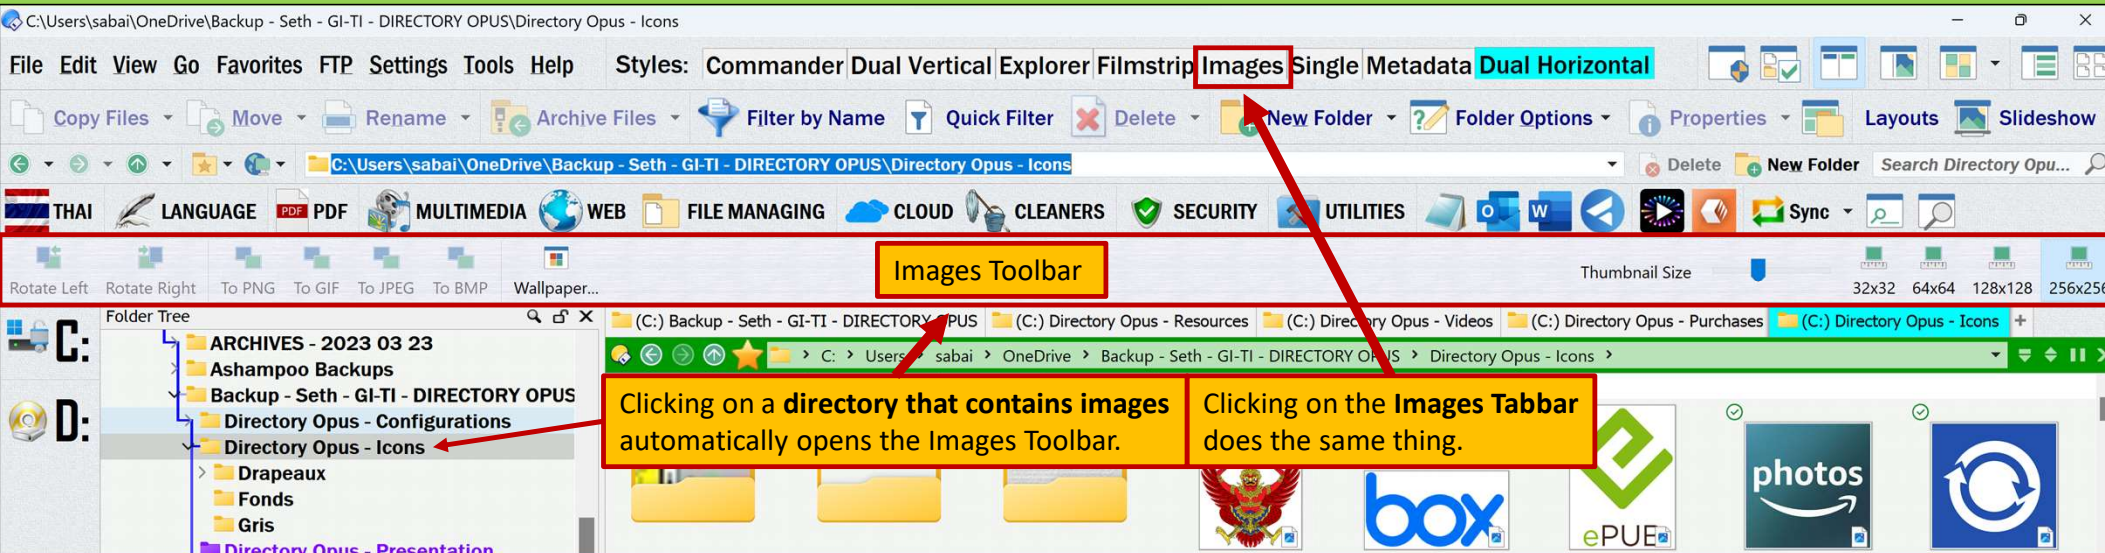 C:\Users\sabai\OneDrive\Backup - Seth - GI-TI - DIRECTORY OPUS\Directory Opus - Icons
File Edit View Go Favorites FTP Settings Tools Help Styles: Commander Dual Vertical Explorer Filmstrip Images Single Metadata Dual Horizontal
Copy Files Move Rename Archive Files Filter by Name Quick Filter Delete New Folder Folder Options Properties Layouts Slideshow
C:\Users\sabai\OneDrive\Backup - Seth - GI-TI - DIRECTORY OPUS\Directory Opus - Icons Delete New Folder Search Directory Opu...
THAI LANGUAGE PDF PDF MULTIMEDIA WEB FILE MANAGING CLOUD CLEANERS SECURITY UTILITIES Sync
Images Toolbar
Thumbnail Size
Rotate Left Rotate Right To PNG To GIF To JPEG To BMP Wallpaper... 32x32 64x64 128x128 256x256
Folder Tree
(C:) Backup - Seth - GI-TI - DIRECTORY OPUS (C:) Directory Opus - Resources (C:) Directory Opus - Videos (C:) Directory Opus - Purchases (C:) Directory Opus - Icons
C:
D:
ARCHIVES - 2023 03 23
Ashampoo Backups
Backup - Seth - GI-TI - DIRECTORY OPUS
Directory Opus - Configurations
Directory Opus - Icons
Drapeaux
Fonds
Gris
Directory Opus - Presentation
C: Users sabai OneDrive Backup - Seth - GI-TI - DIRECTORY OPUS Directory Opus - Icons
Clicking on a directory that contains images
automatically opens the Images Toolbar.
Clicking on the Images Tabbar
does the same thing.
box
ePUB
photos